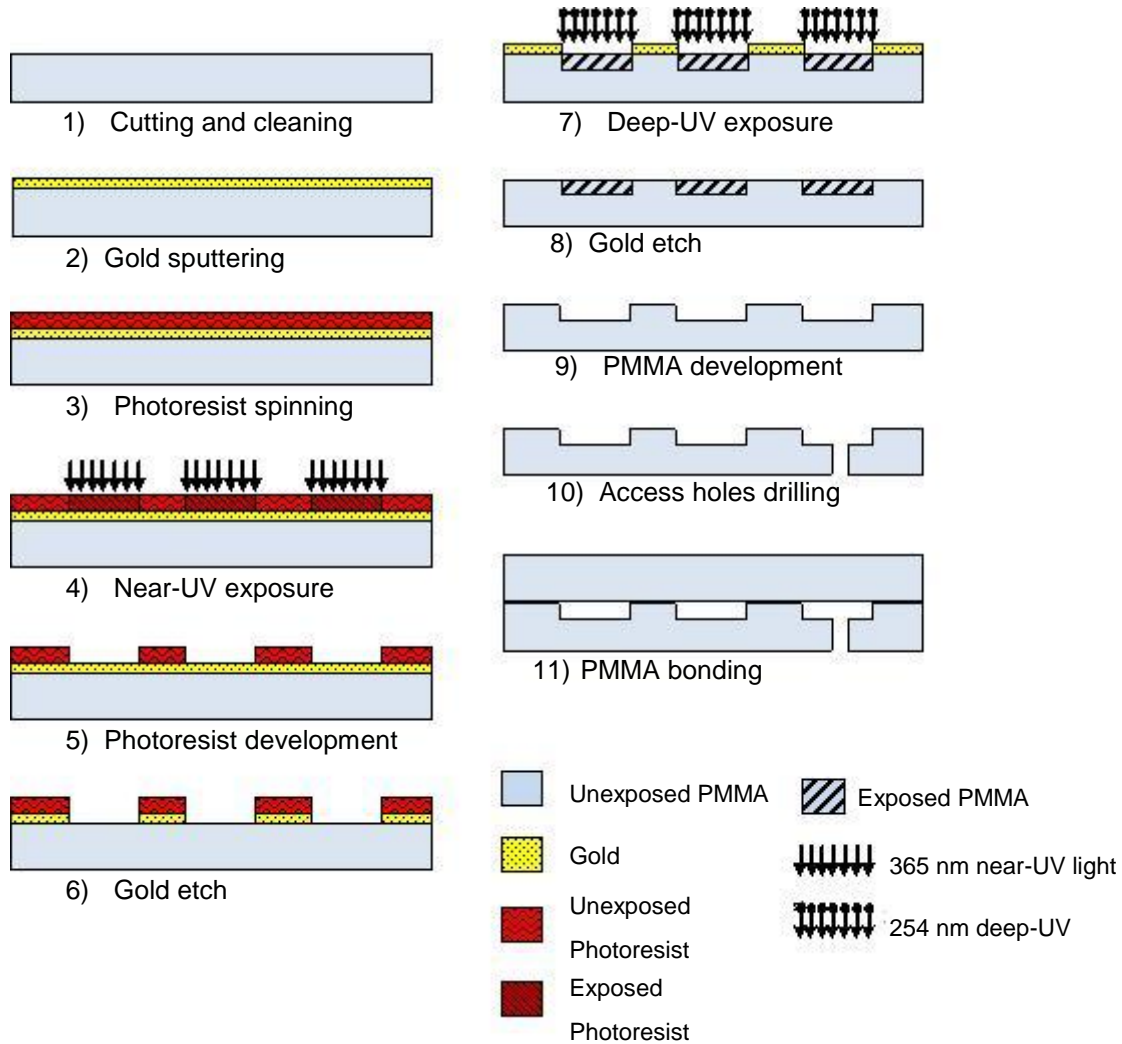 1) Cutting and cleaning
2) Gold sputtering
3) Photoresist spinning
4) Near-UV exposure
5) Photoresist development
6) Gold etch
7) Deep-UV exposure
8) Gold etch
9) PMMA development
10) Access holes drilling
11) PMMA bonding
Unexposed PMMA
Gold
Unexposed
Photoresist
Exposed
Photoresist
Exposed PMMA
365 nm near-UV light
254 nm deep-UV